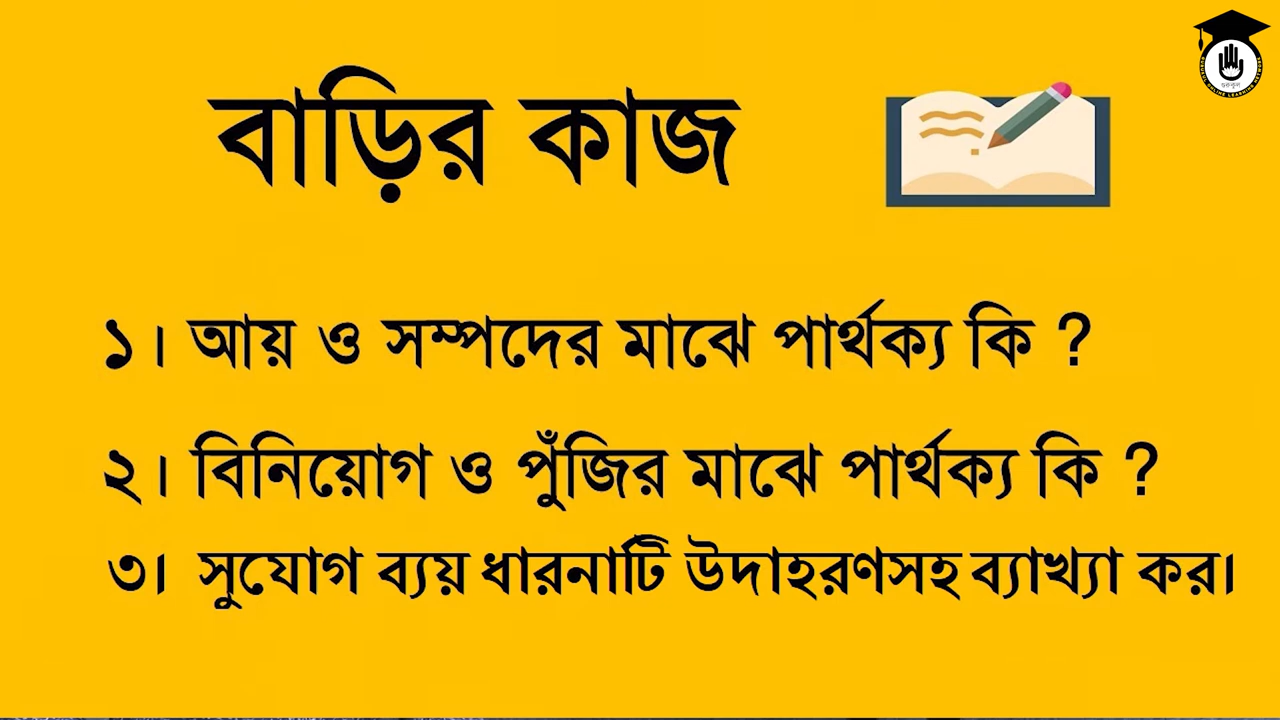 গুরুকুল
বাড়ির কাজ
১। আয় ও সম্পদের মাঝে পার্থক্য কি ?
২। বিনিয়োগ ও পুঁজির মাঝে পার্থক্য কি ?
৩। সুযোগ ব্যয় ধারনাটি উদাহরণসহ ব্যাখ্যা কর।